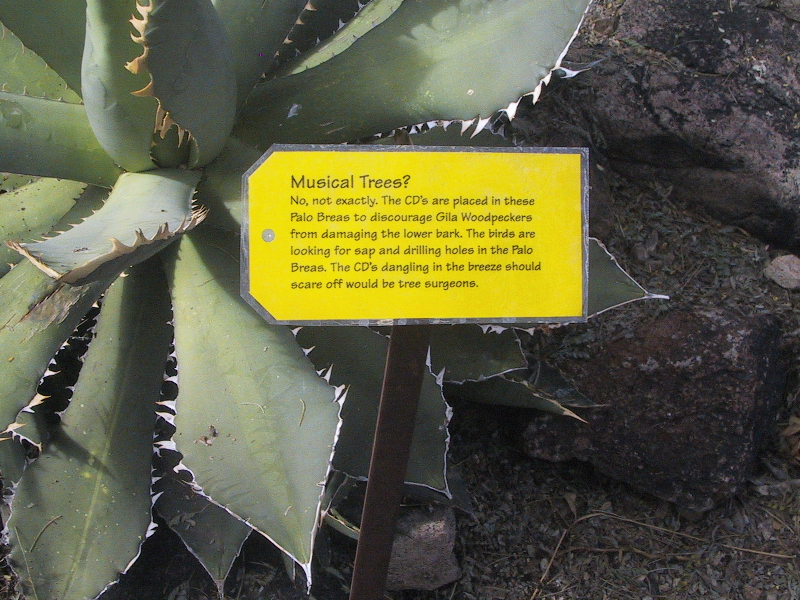 Musical Trees?
No, not exactly. The CD's are placed in these
Palo Breas to discourage Gila Woodpeckers
from damaging the lower bark. The birds are
looking for sap and drilling holes in the Palo
Breas. The CD's dangling in the breeze should
scare off would be tree surgeons.